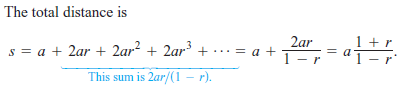 The total distance is
s = a + 2ar + 2ar² + 2ar³ + ··· = a + 2ar/(1 − r) = a (1 + r)/(1 − r).
This sum is 2ar/(1 − r).